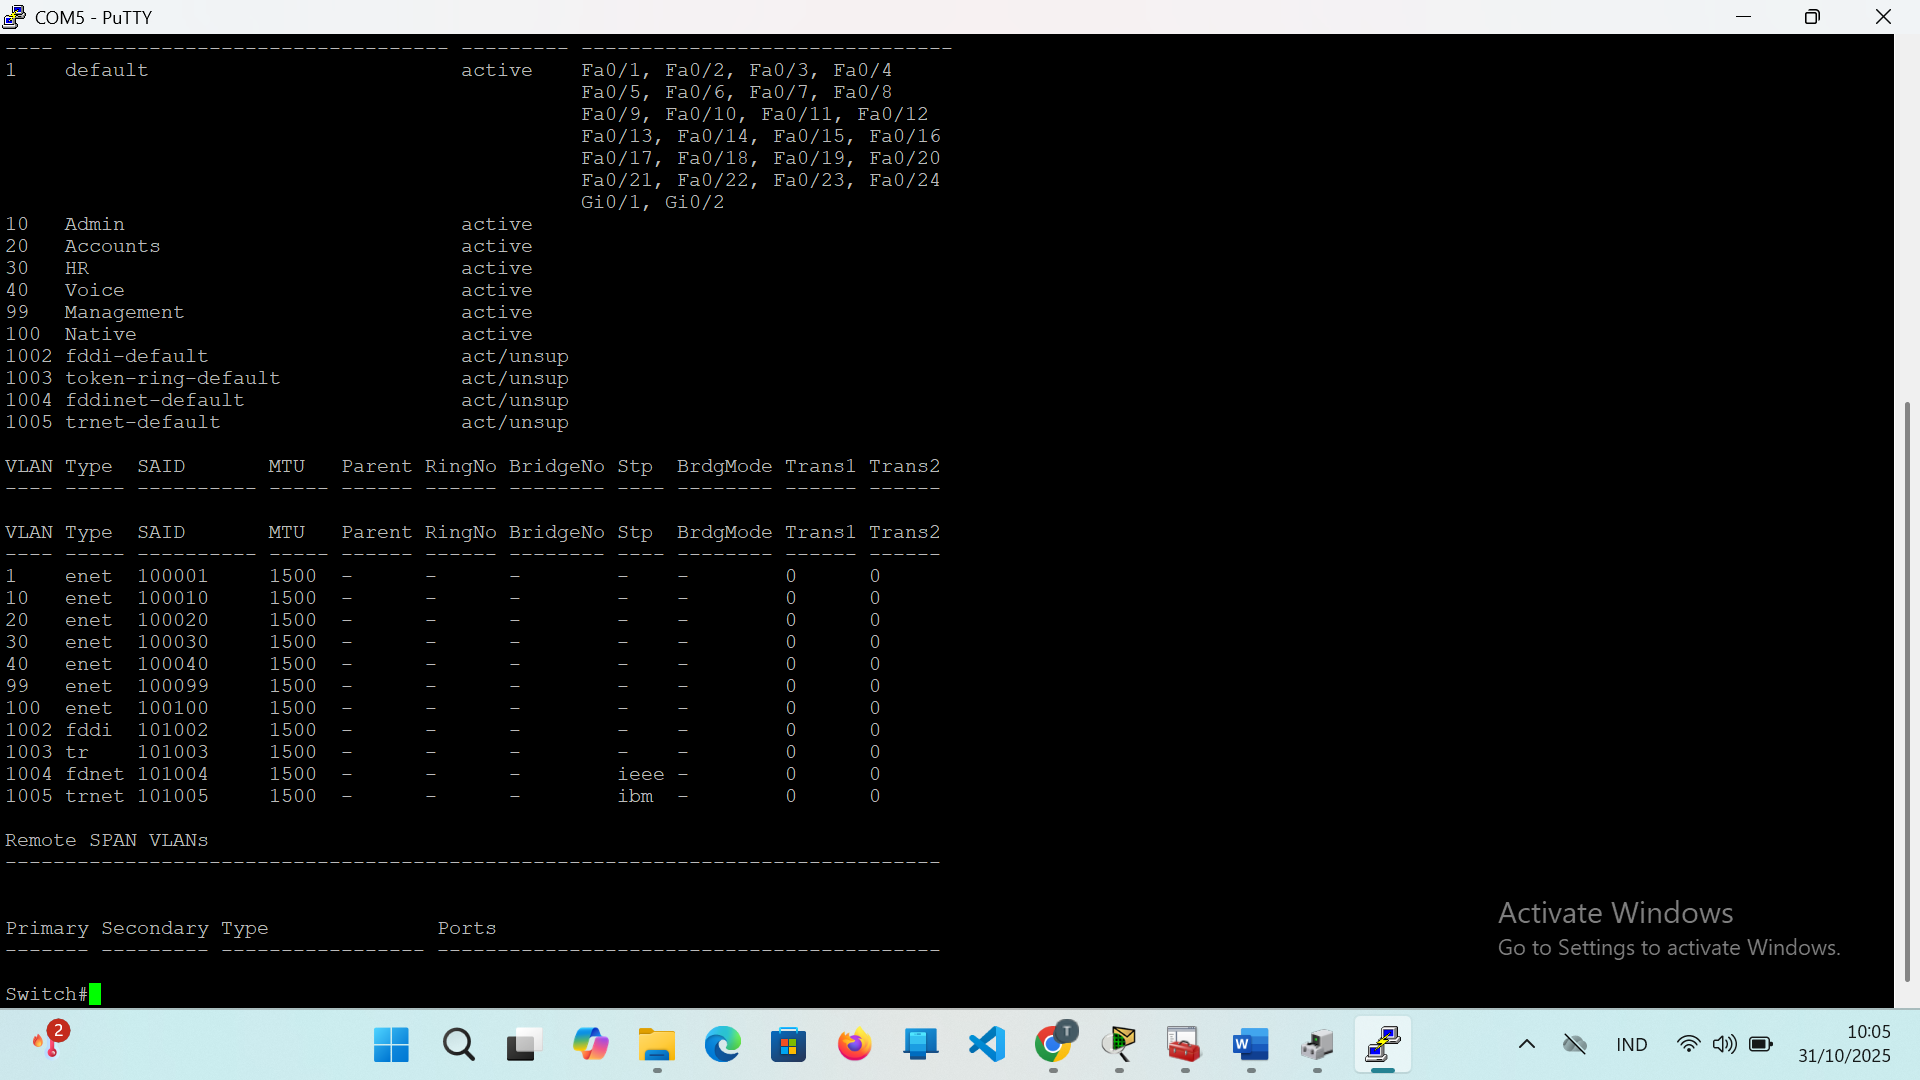 COM5 - PuTTY
---- -------------------------------- --------- -------------------------------
1    default                          active    Fa0/1, Fa0/2, Fa0/3, Fa0/4
                                                Fa0/5, Fa0/6, Fa0/7, Fa0/8
                                                Fa0/9, Fa0/10, Fa0/11, Fa0/12
                                                Fa0/13, Fa0/14, Fa0/15, Fa0/16
                                                Fa0/17, Fa0/18, Fa0/19, Fa0/20
                                                Fa0/21, Fa0/22, Fa0/23, Fa0/24
                                                Gi0/1, Gi0/2
10   Admin                            active
20   Accounts                         active
30   HR                               active
40   Voice                            active
99   Management                       active
100  Native                           active
1002 fddi-default                     act/unsup
1003 token-ring-default               act/unsup
1004 fddinet-default                  act/unsup
1005 trnet-default                    act/unsup
VLAN Type  SAID       MTU   Parent RingNo BridgeNo Stp  BrdgMode Trans1 Trans2
---- ----- ---------- ----- ------ ------ -------- ---- -------- ------ ------
VLAN Type  SAID       MTU   Parent RingNo BridgeNo Stp  BrdgMode Trans1 Trans2
---- ----- ---------- ----- ------ ------ -------- ---- -------- ------ ------
1    enet  100001     1500  -      -      -        -    -        0      0
10   enet  100010     1500  -      -      -        -    -        0      0
20   enet  100020     1500  -      -      -        -    -        0      0
30   enet  100030     1500  -      -      -        -    -        0      0
40   enet  100040     1500  -      -      -        -    -        0      0
99   enet  100099     1500  -      -      -        -    -        0      0
100  enet  100100     1500  -      -      -        -    -        0      0
1002 fddi  101002     1500  -      -      -        -    -        0      0
1003 tr    101003     1500  -      -      -        -    -        0      0
1004 fdnet 101004     1500  -      -      -        ieee -        0      0
1005 trnet 101005     1500  -      -      -        ibm  -        0      0
Remote SPAN VLANs
------------------------------------------------------------------------------
Primary Secondary Type              Ports
------- --------- ----------------- ------------------------------------------
Switch#
Activate Windows
Go to Settings to activate Windows.
2
T
W
IND
10:05
31/10/2025